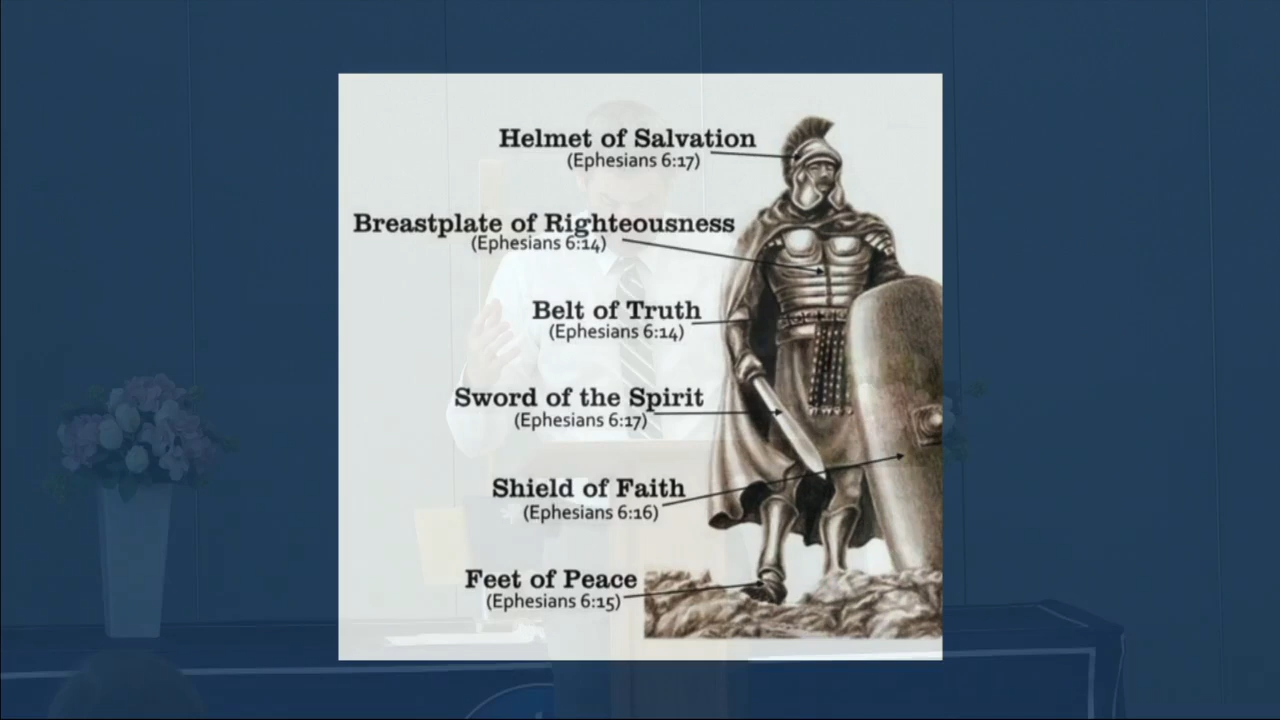 Helmet of Salvation
(Ephesians 6:17)
Breastplate of Righteousness
(Ephesians 6:14)
Belt of Truth
(Ephesians 6:14)
Sword of the Spirit
(Ephesians 6:17)
Shield of Faith
(Ephesians 6:16)
Feet of Peace
(Ephesians 6:15)